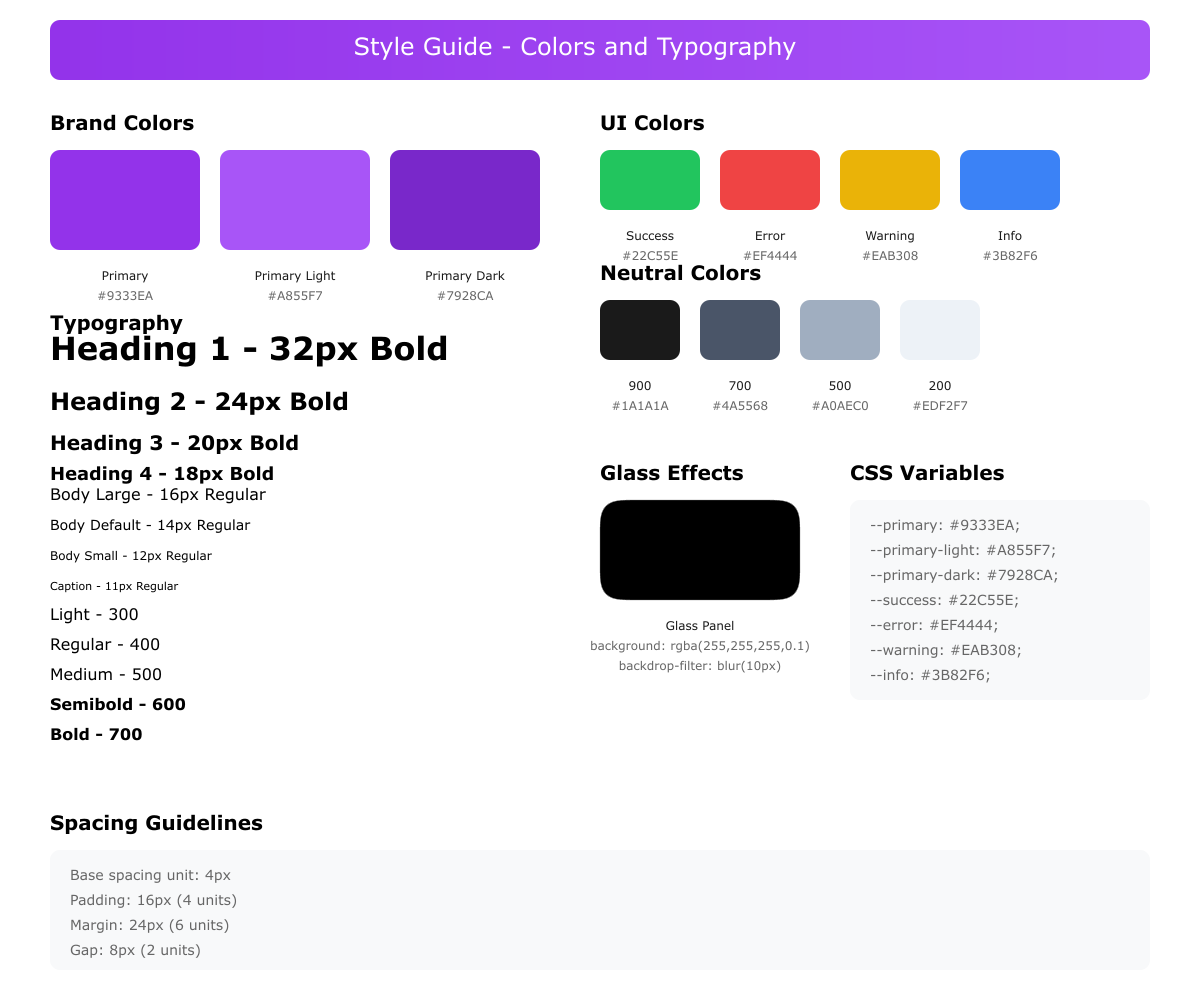 Style Guide - Colors and Typography
Brand Colors
Primary
#9333EA
Primary Light
#A855F7
Primary Dark
#7928CA
UI Colors
Success
#22C55E
Error
#EF4444
Warning
#EAB308
Info
#3B82F6
Neutral Colors
900
#1A1A1A
700
#4A5568
500
#A0AEC0
200
#EDF2F7
Typography
Heading 1 - 32px Bold
Heading 2 - 24px Bold
Heading 3 - 20px Bold
Heading 4 - 18px Bold
Body Large - 16px Regular
Body Default - 14px Regular
Body Small - 12px Regular
Caption - 11px Regular
Light - 300
Regular - 400
Medium - 500
Semibold - 600
Bold - 700
Glass Effects
Glass Panel
background: rgba(255,255,255,0.1)
backdrop-filter: blur(10px)
CSS Variables
--primary: #9333EA;
--primary-light: #A855F7;
--primary-dark: #7928CA;
--success: #22C55E;
--error: #EF4444;
--warning: #EAB308;
--info: #3B82F6;
Spacing Guidelines
Base spacing unit: 4px
Padding: 16px (4 units)
Margin: 24px (6 units)
Gap: 8px (2 units)